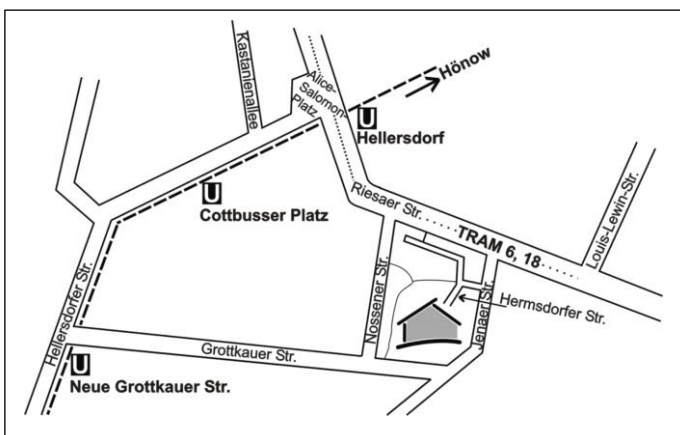 Kastanienallee
Alice-
Salomon-
Platz
Hönow
U
Hellersdorf
U
Cottbusser Platz
Riesaer Str.
TRAM 6, 18
Louis-Lewin-Str.
Hellersdorfer Str.
Nossener Str.
Jenaer Str.
Hermsdorfer Str.
Grottkauer Str.
U
Neue Grottkauer Str.